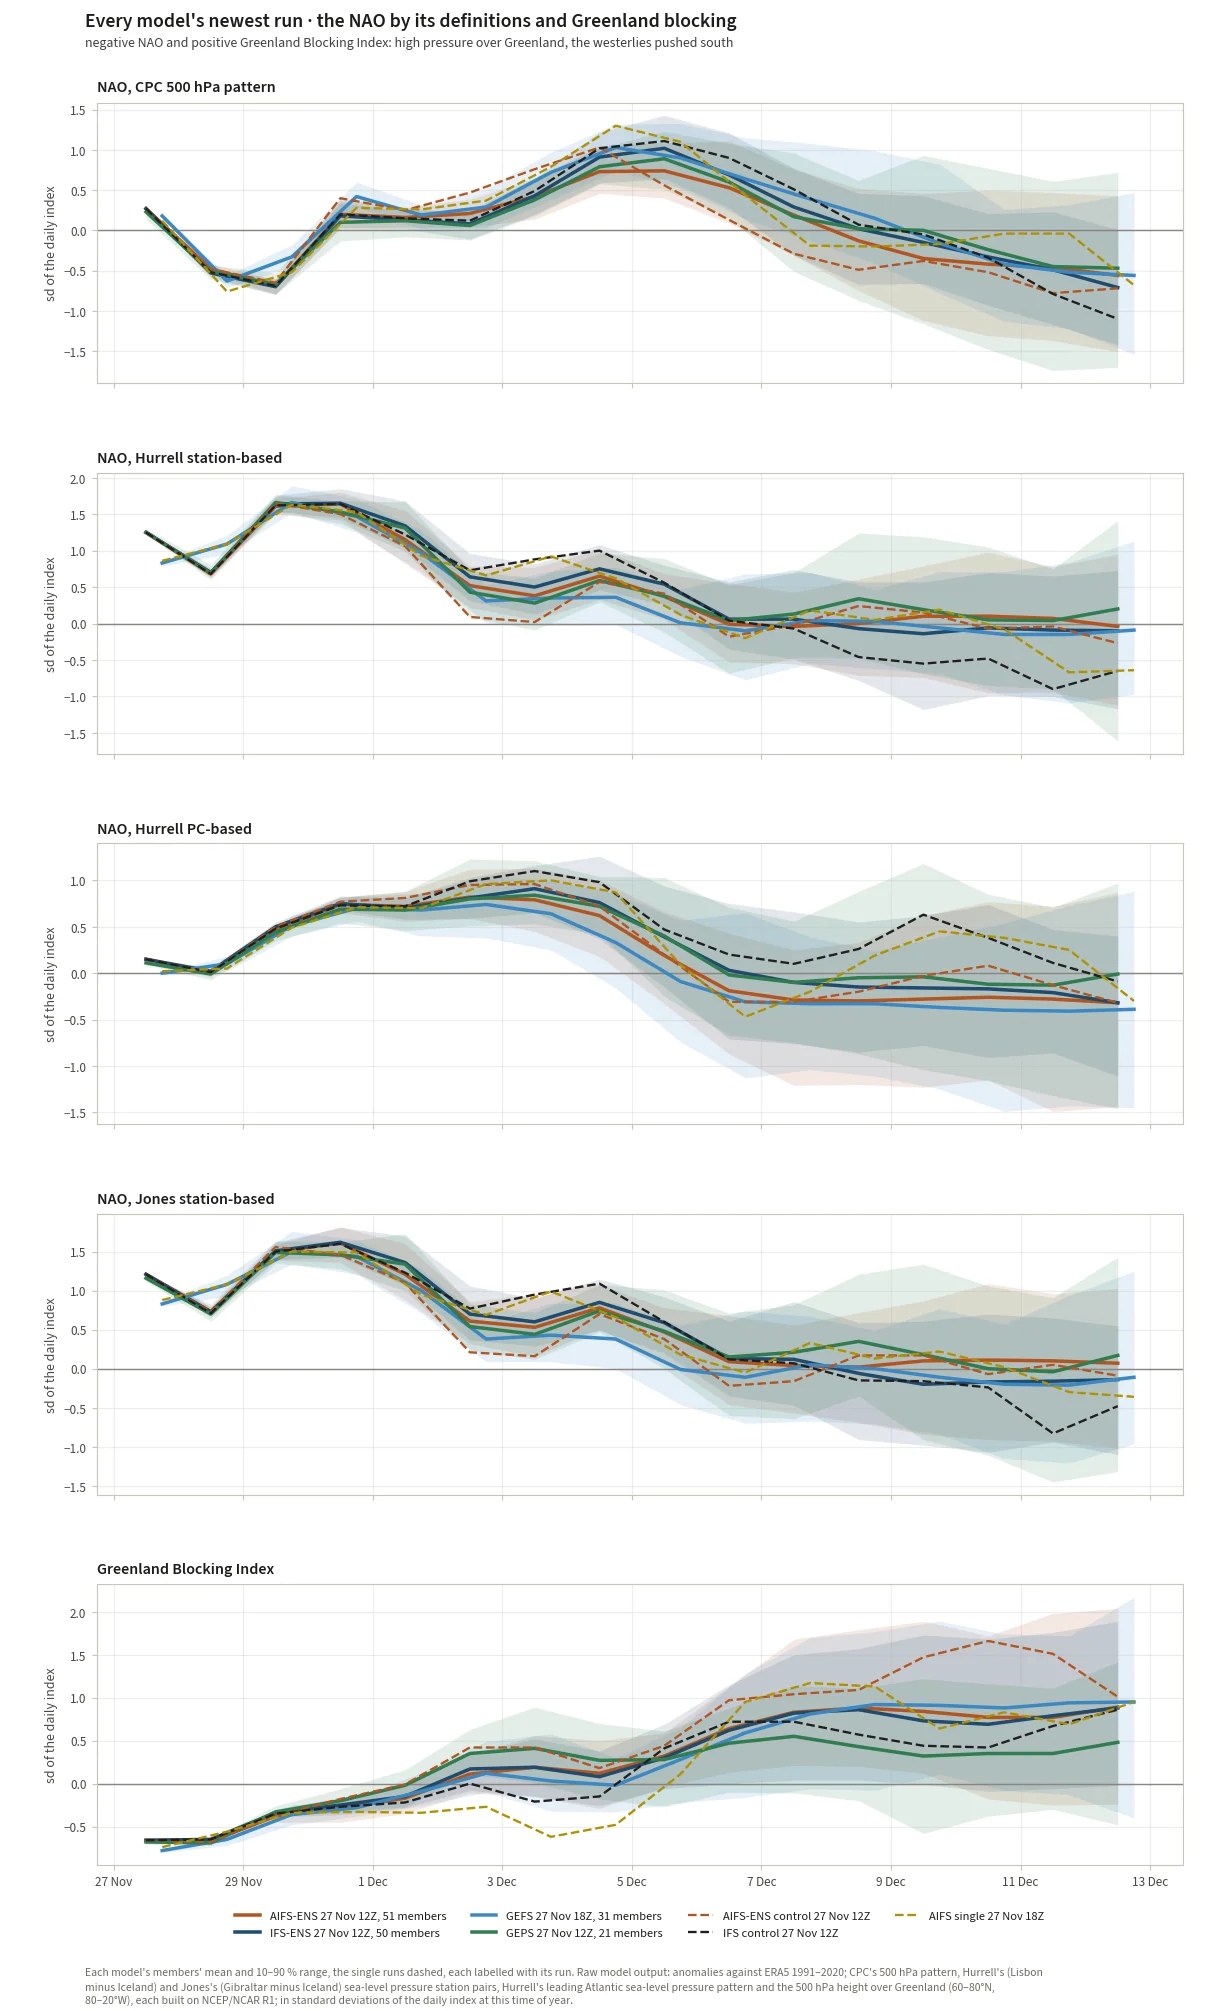 Every model's newest run · the NAO by its definitions and Greenland blocking
negative NAO and positive Greenland Blocking Index: high pressure over Greenland, the westerlies pushed south
NAO, CPC 500 hPa pattern
1.5
1.0
0.5
0.0
−0.5
−1.0
−1.5
sd of the daily index
NAO, Hurrell station-based
2.0
1.5
1.0
0.5
0.0
−0.5
−1.0
−1.5
sd of the daily index
NAO, Hurrell PC-based
1.0
0.5
0.0
−0.5
−1.0
−1.5
sd of the daily index
NAO, Jones station-based
1.5
1.0
0.5
0.0
−0.5
−1.0
−1.5
sd of the daily index
Greenland Blocking Index
2.0
1.5
1.0
0.5
0.0
−0.5
sd of the daily index
27 Nov 29 Nov 1 Dec 3 Dec 5 Dec 7 Dec 9 Dec 11 Dec 13 Dec
AIFS-ENS 27 Nov 12Z, 51 members GEFS 27 Nov 18Z, 31 members AIFS-ENS control 27 Nov 12Z AIFS single 27 Nov 18Z
IFS-ENS 27 Nov 12Z, 50 members GEPS 27 Nov 12Z, 21 members IFS control 27 Nov 12Z
Each model's members' mean and 10–90 % range, the single runs dashed, each labelled with its run. Raw model output: anomalies against ERA5 1991–2020; CPC's 500 hPa pattern, Hurrell's (Lisbon
minus Iceland) and Jones's (Gibraltar minus Iceland) sea-level pressure station pairs, Hurrell's leading Atlantic sea-level pressure pattern and the 500 hPa height over Greenland (60–80°N,
80–20°W), each built on NCEP/NCAR R1; in standard deviations of the daily index at this time of year.